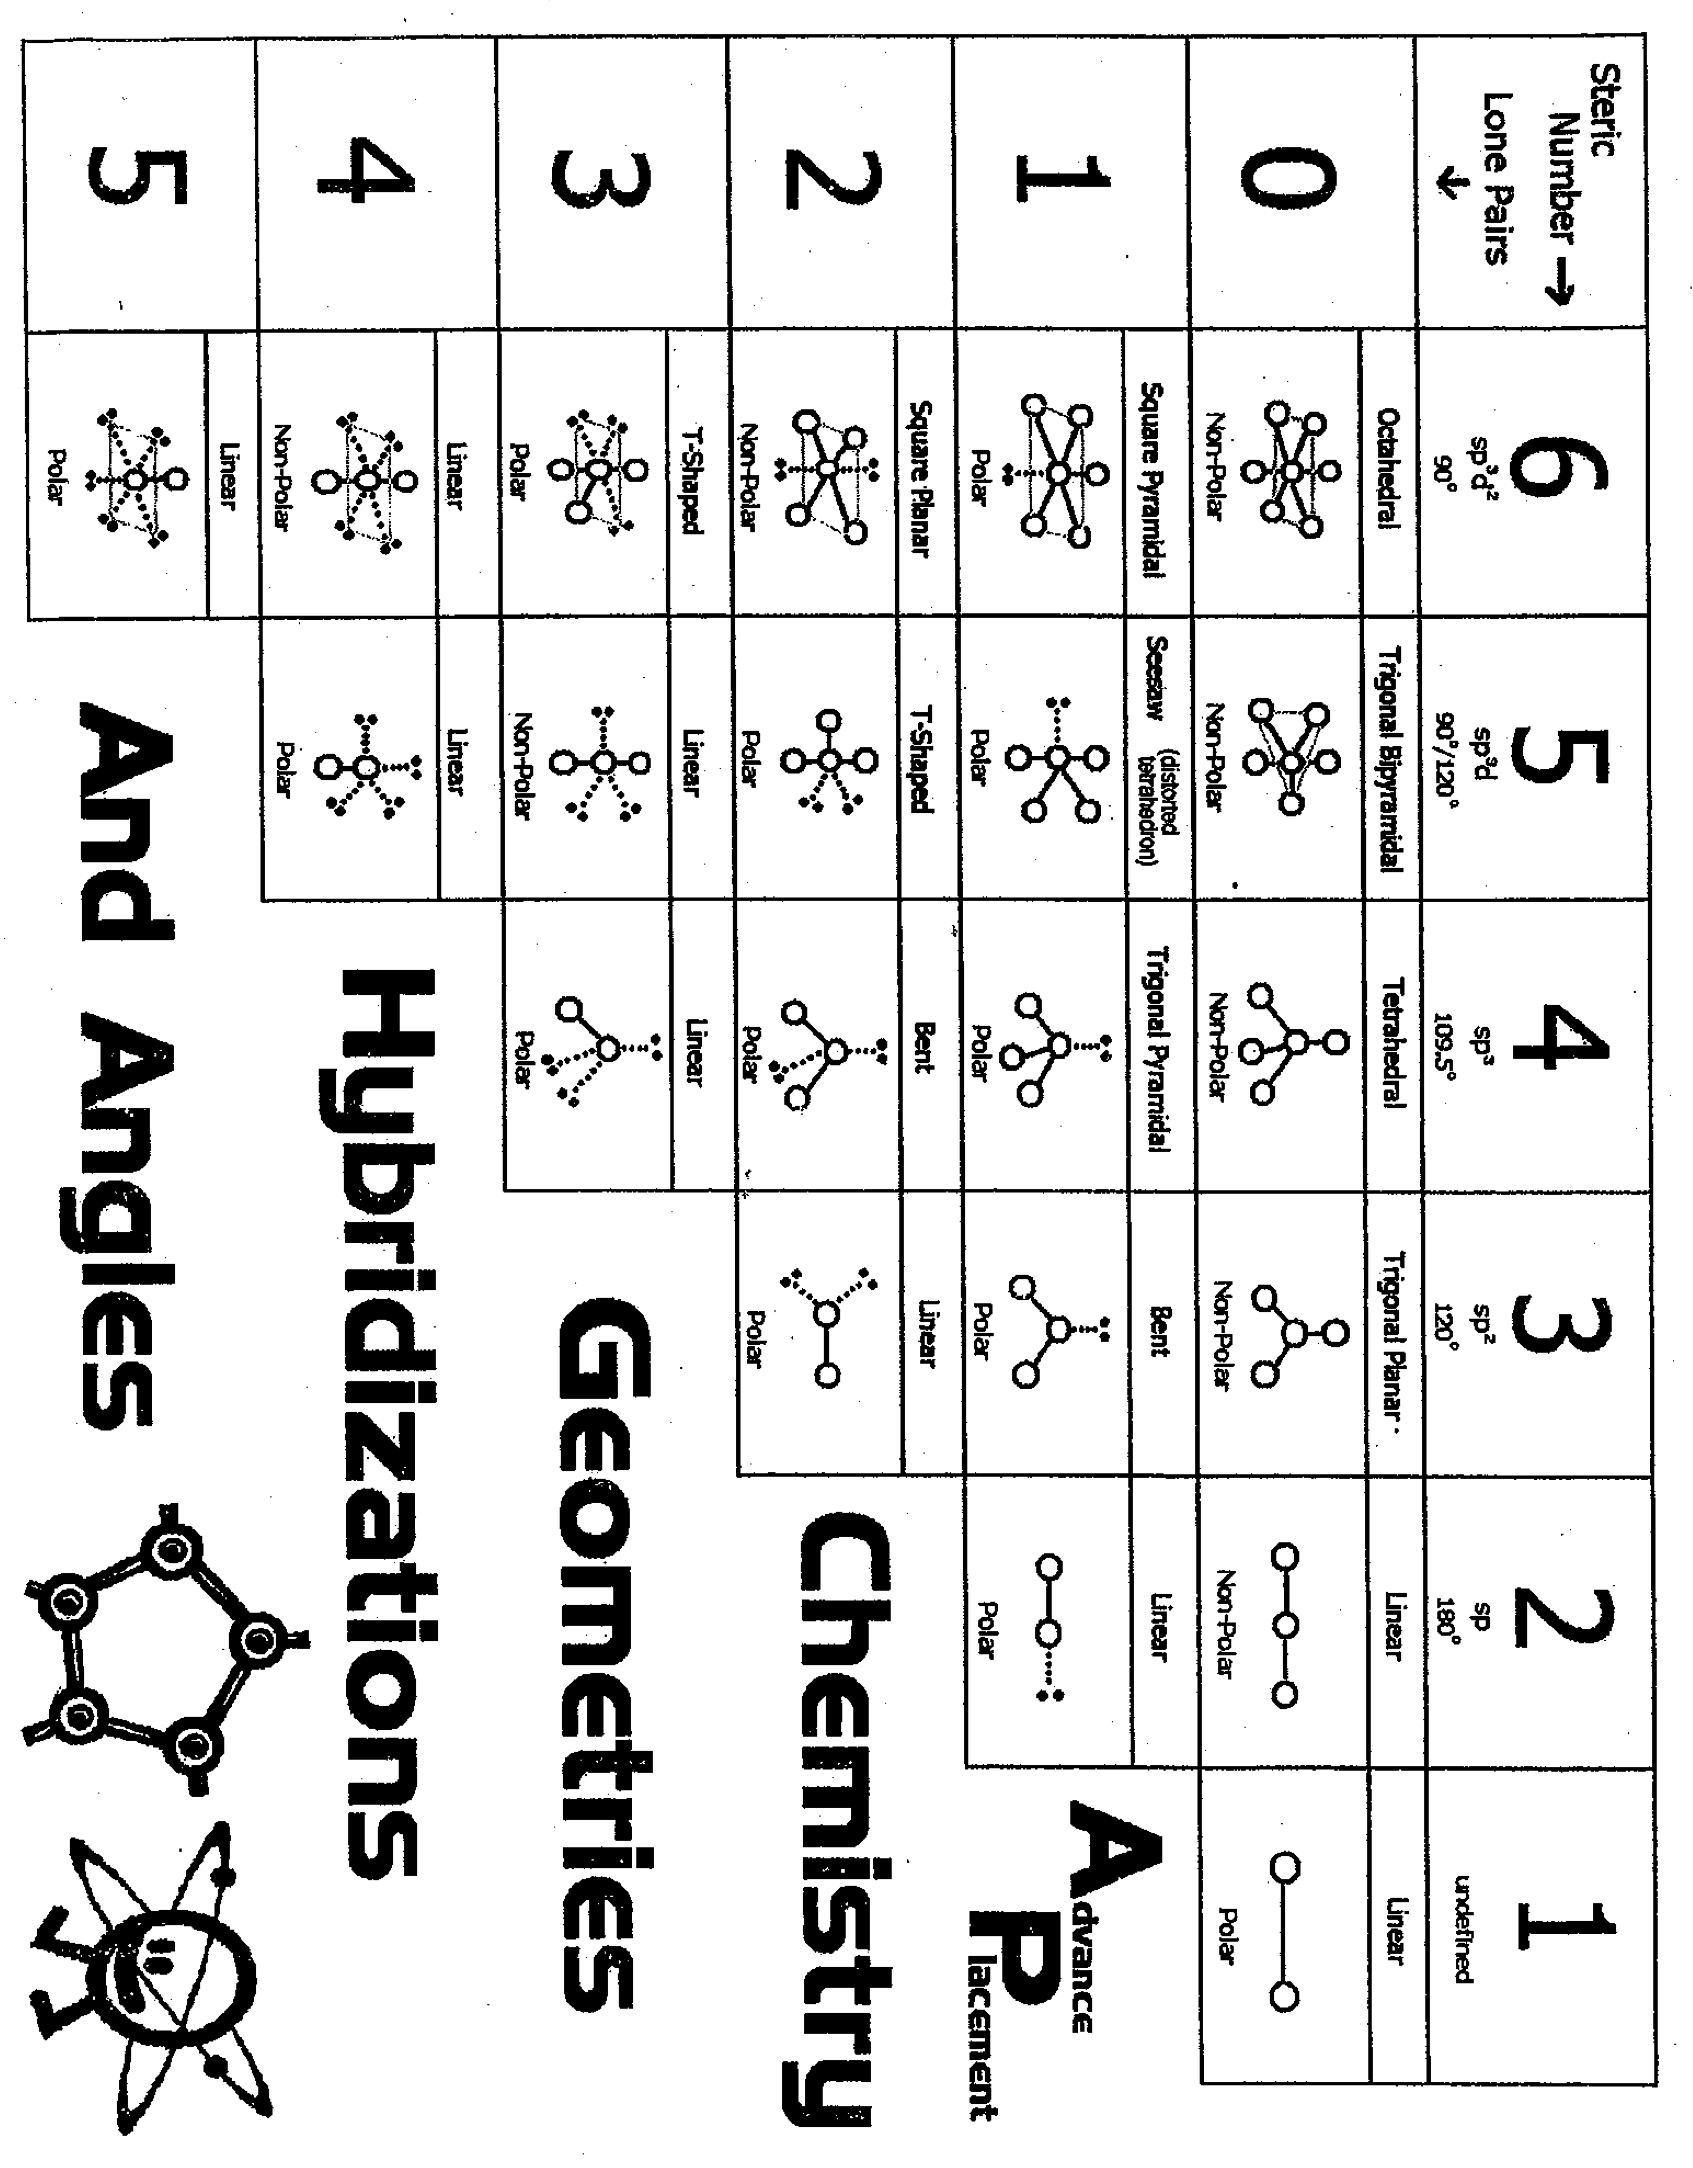 Steric
Number →
Lone Pairs
↓
6
sp³d²
90°
5
sp³d
90°/120°
4
sp³
109.5°
3
sp²
120°
2
sp
180°
1
undefined
0
Octahedral
Non-Polar
Trigonal Bipyramidal
Non-Polar
Tetrahedral
Non-Polar
Trigonal Planar
Non-Polar
Linear
Non-Polar
Linear
Polar
1
Square Pyramidal
Polar
Seesaw (distorted
tetrahedron)
Polar
Trigonal Pyramidal
Polar
Bent
Polar
Linear
Polar
2
Square Planar
Non-Polar
T-Shaped
Polar
Bent
Polar
Linear
Polar
3
T-Shaped
Polar
Linear
Non-Polar
Linear
Polar
4
Linear
Non-Polar
Linear
Polar
5
Linear
Polar
Advance
Placement
Chemistry
Geometries
Hybridizations
And Angles